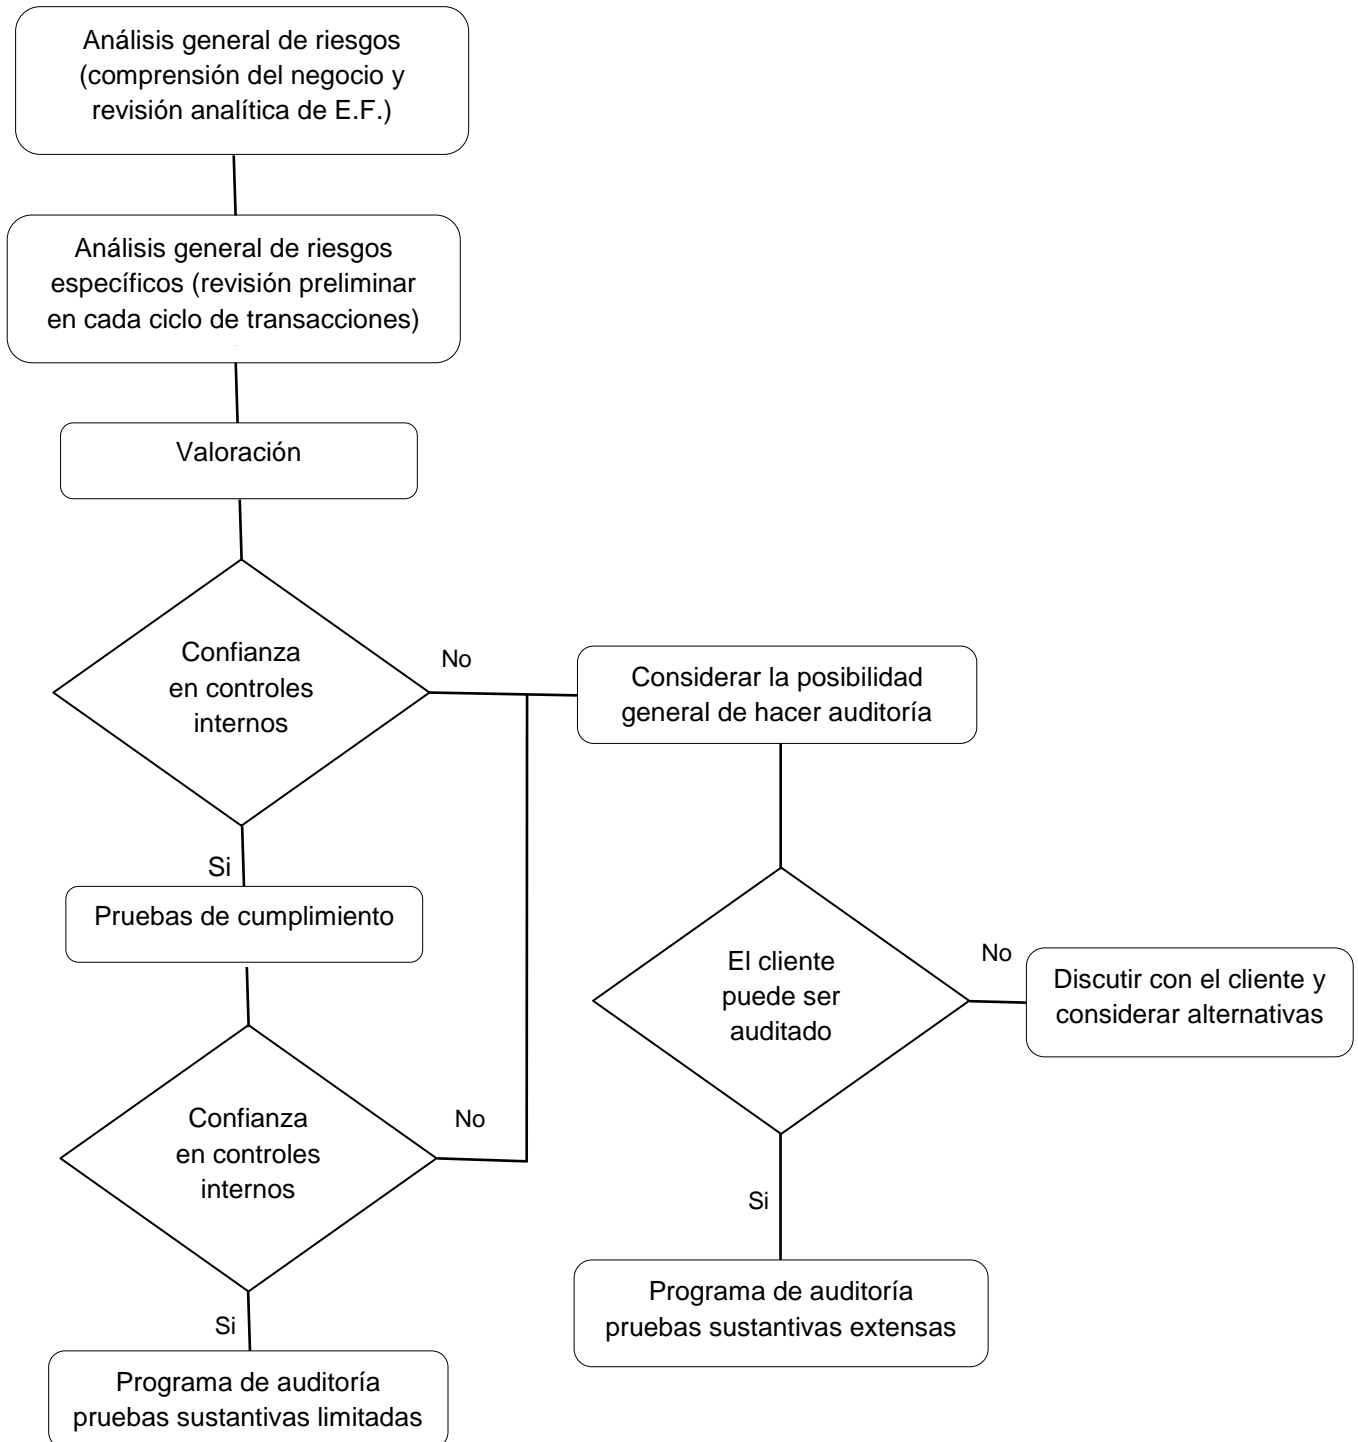 Análisis general de riesgos
(comprensión del negocio y
revisión analítica de E.F.)
Análisis general de riesgos
específicos (revisión preliminar
en cada ciclo de transacciones)
Valoración
Confianza
en controles
internos
No
Considerar la posibilidad
general de hacer auditoría
Si
Pruebas de cumplimiento
El cliente
puede ser
auditado
No
Discutir con el cliente y
considerar alternativas
Confianza
en controles
internos
No
Si
Programa de auditoría
pruebas sustantivas extensas
Si
Programa de auditoría
pruebas sustantivas limitadas